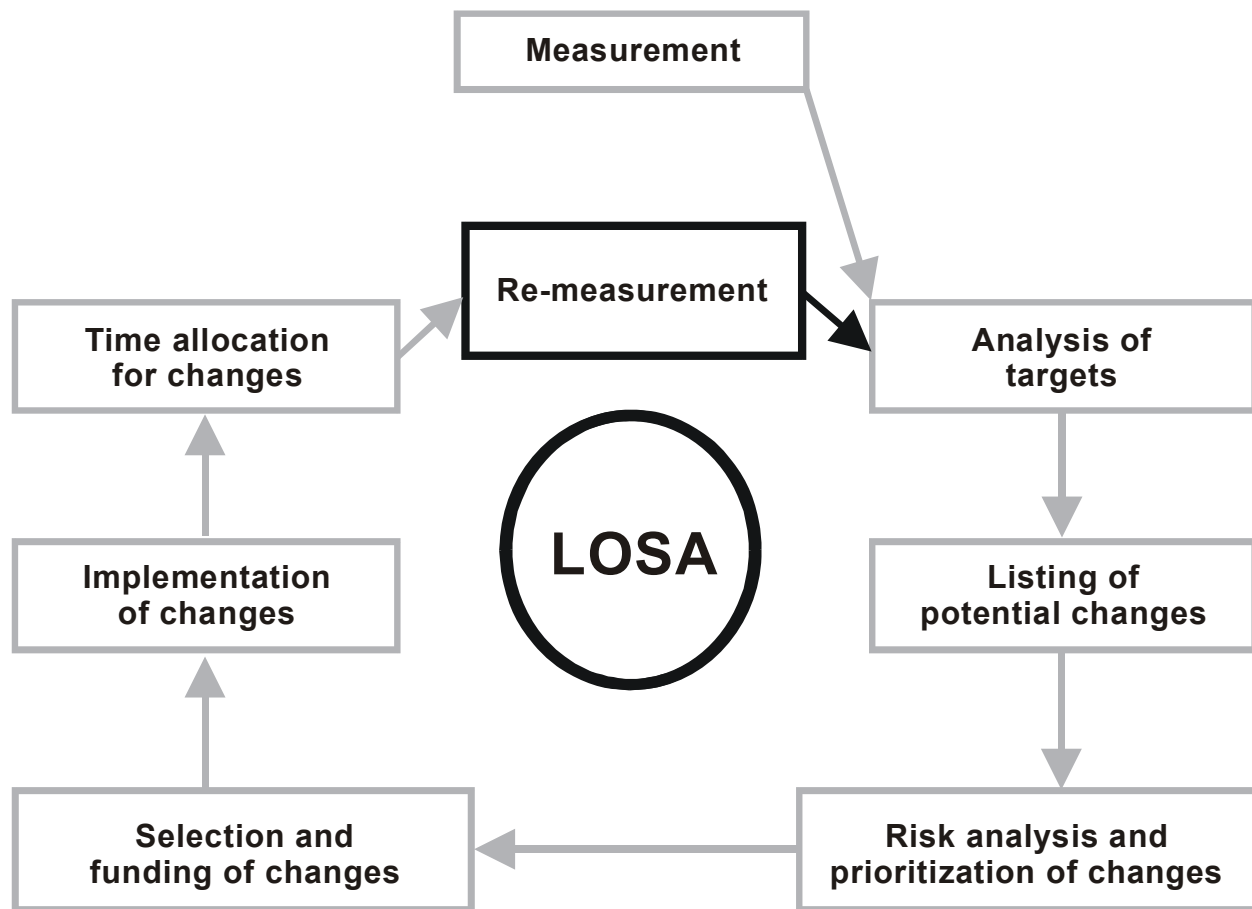 Measurement
Re-measurement
Time allocation
for changes
Analysis of
targets
LOSA
Implementation
of changes
Listing of
potential changes
Selection and
funding of changes
Risk analysis and
prioritization of changes